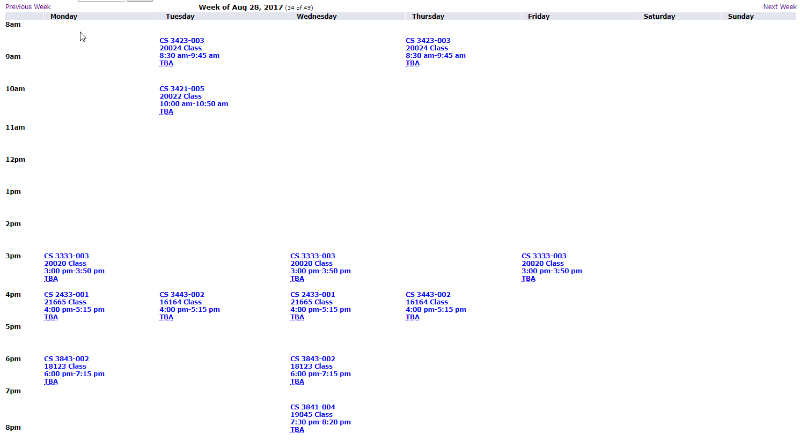 Previous Week Week of Aug 28, 2017 (34 of 49) Next Week
Monday Tuesday Wednesday Thursday Friday Saturday Sunday
8am
CS 3423-003 CS 3423-003
20024 Class 20024 Class
9am 8:30 am-9:45 am 8:30 am-9:45 am
TBA TBA
10am CS 3421-005
20022 Class
10:00 am-10:50 am
TBA
11am
12pm
1pm
2pm
3pm CS 3333-003 CS 3333-003 CS 3333-003
20020 Class 20020 Class 20020 Class
3:00 pm-3:50 pm 3:00 pm-3:50 pm 3:00 pm-3:50 pm
TBA TBA TBA
4pm CS 2433-001 CS 3443-002 CS 2433-001 CS 3443-002
21665 Class 16164 Class 21665 Class 16164 Class
4:00 pm-5:15 pm 4:00 pm-5:15 pm 4:00 pm-5:15 pm 4:00 pm-5:15 pm
TBA TBA TBA TBA
5pm
6pm CS 3843-002 CS 3843-002
18123 Class 18123 Class
6:00 pm-7:15 pm 6:00 pm-7:15 pm
TBA TBA
7pm
CS 3841-004
19045 Class
7:30 pm-8:20 pm
8pm TBA